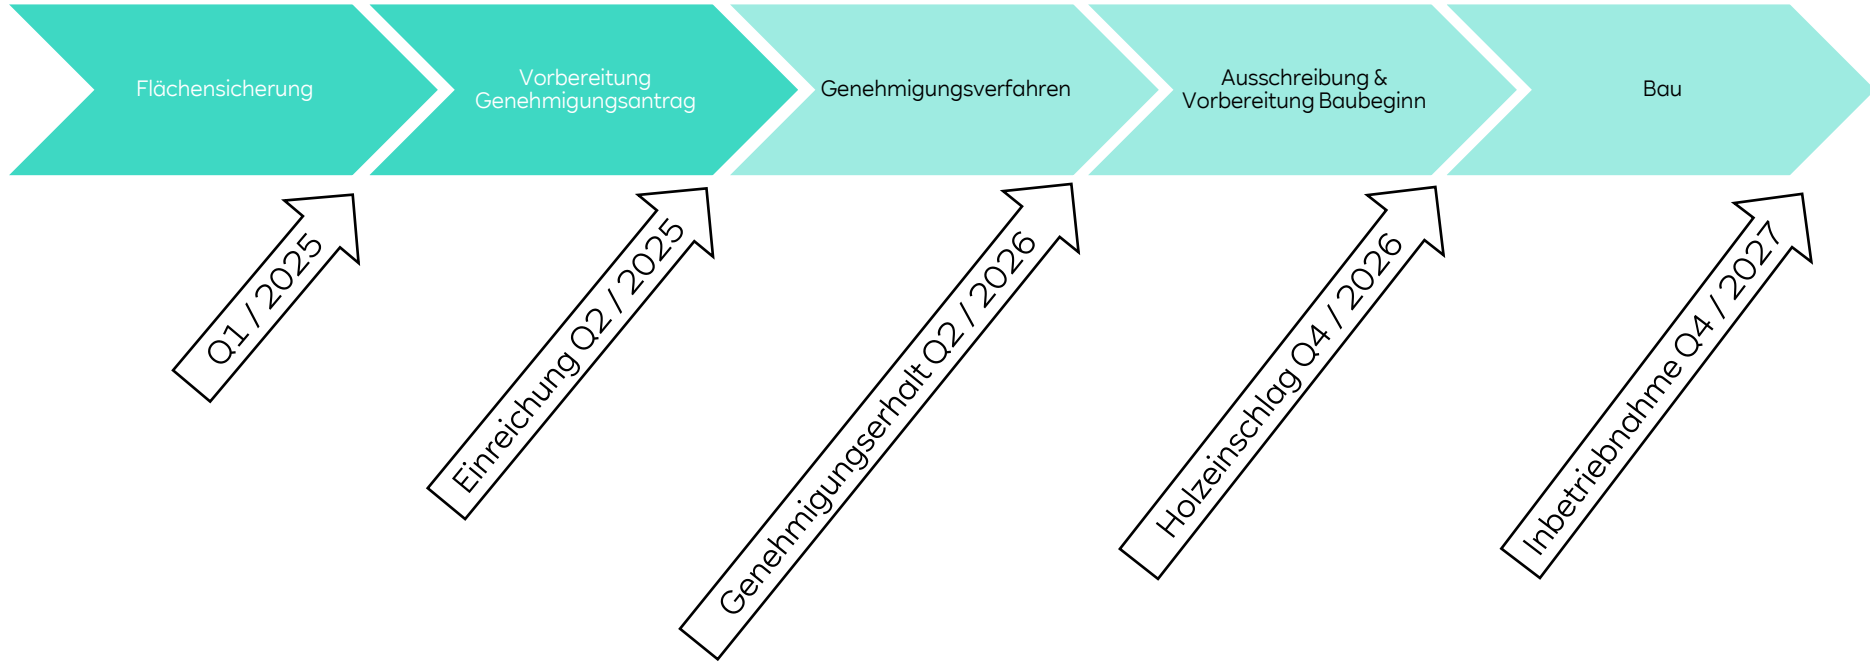 Flächensicherung
Vorbereitung
Genehmigungsantrag
Genehmigungsverfahren
Ausschreibung &
Vorbereitung Baubeginn
Bau
Q1 / 2025
Einreichung Q2 / 2025
Genehmigungserhalt Q2 / 2026
Holzeinschlag Q4 / 2026
Inbetriebnahme Q4 / 2027